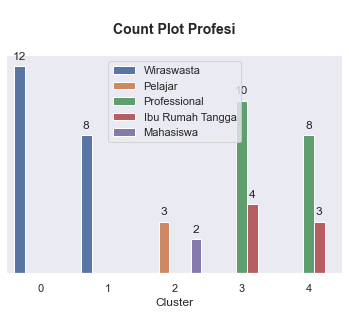 Count Plot Profesi
12
Wiraswasta
Pelajar
Professional
Ibu Rumah Tangga
Mahasiswa
10
8
8
4
3
3
2
0 1 2 3 4
Cluster